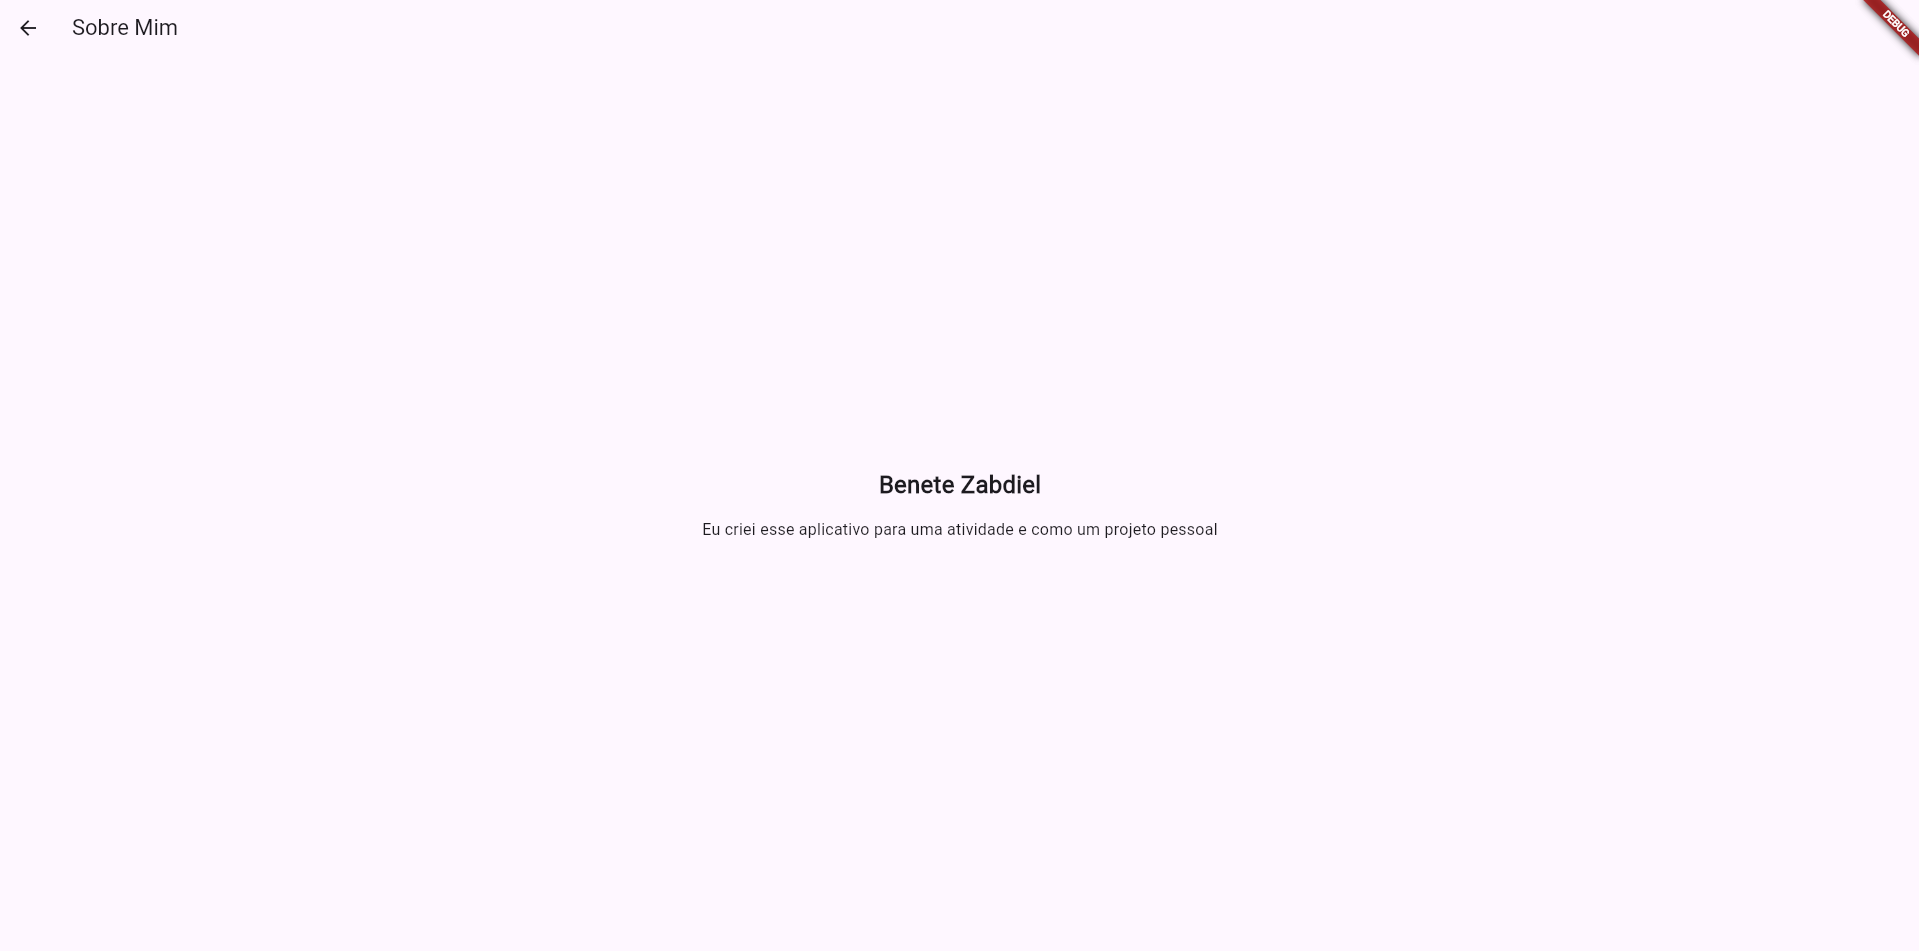 Sobre Mim
DEBUG
Benete Zabdiel
Eu criei esse aplicativo para uma atividade e como um projeto pessoal